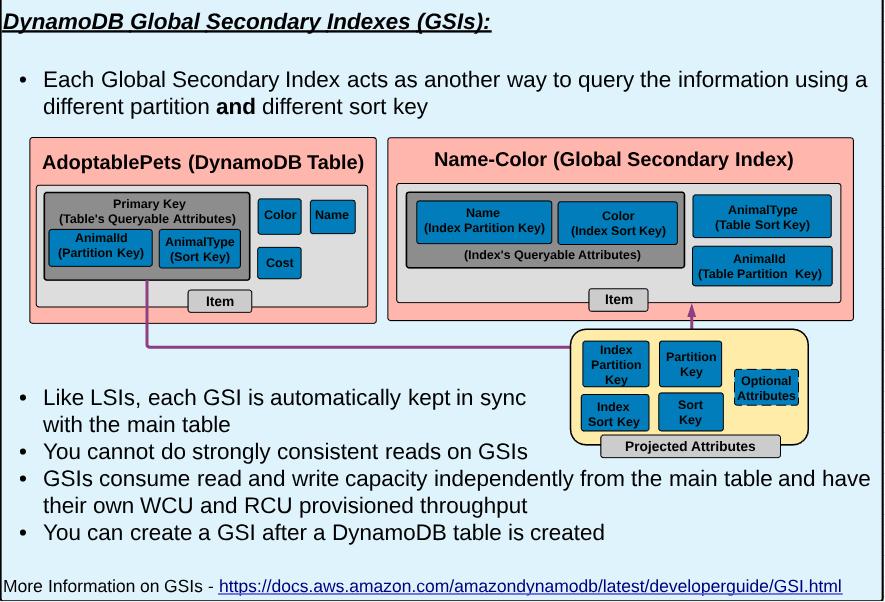 DynamoDB Global Secondary Indexes (GSIs):
• Each Global Secondary Index acts as another way to query the information using a
different partition and different sort key
AdoptablePets (DynamoDB Table)
Primary Key
(Table's Queryable Attributes)
AnimalId
(Partition Key)
AnimalType
(Sort Key)
Color
Name
Cost
Item
Name-Color (Global Secondary Index)
Name
(Index Partition Key)
Color
(Index Sort Key)
(Index's Queryable Attributes)
AnimalType
(Table Sort Key)
AnimalId
(Table Partition Key)
Item
Index
Partition
Key
Partition
Key
Index
Sort Key
Sort
Key
Optional
Attributes
Projected Attributes
• Like LSIs, each GSI is automatically kept in sync
with the main table
• You cannot do strongly consistent reads on GSIs
• GSIs consume read and write capacity independently from the main table and have
their own WCU and RCU provisioned throughput
• You can create a GSI after a DynamoDB table is created
More Information on GSIs - https://docs.aws.amazon.com/amazondynamodb/latest/developerguide/GSI.html